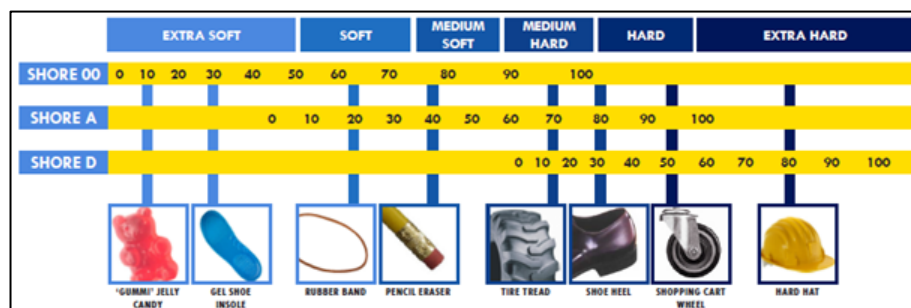 EXTRA SOFT
SOFT
MEDIUM
SOFT
MEDIUM
HARD
HARD
EXTRA HARD
SHORE 00 0 10 20 30 40 50 60 70 80 90 100
SHORE A 0 10 20 30 40 50 60 70 80 90 100
SHORE D 0 10 20 30 40 50 60 70 80 90 100
'GUMMI' JELLY
CANDY
GEL SHOE
INSOLE
RUBBER BAND
PENCIL ERASER
TIRE TREAD
SHOE HEEL
SHOPPING CART
WHEEL
HARD HAT